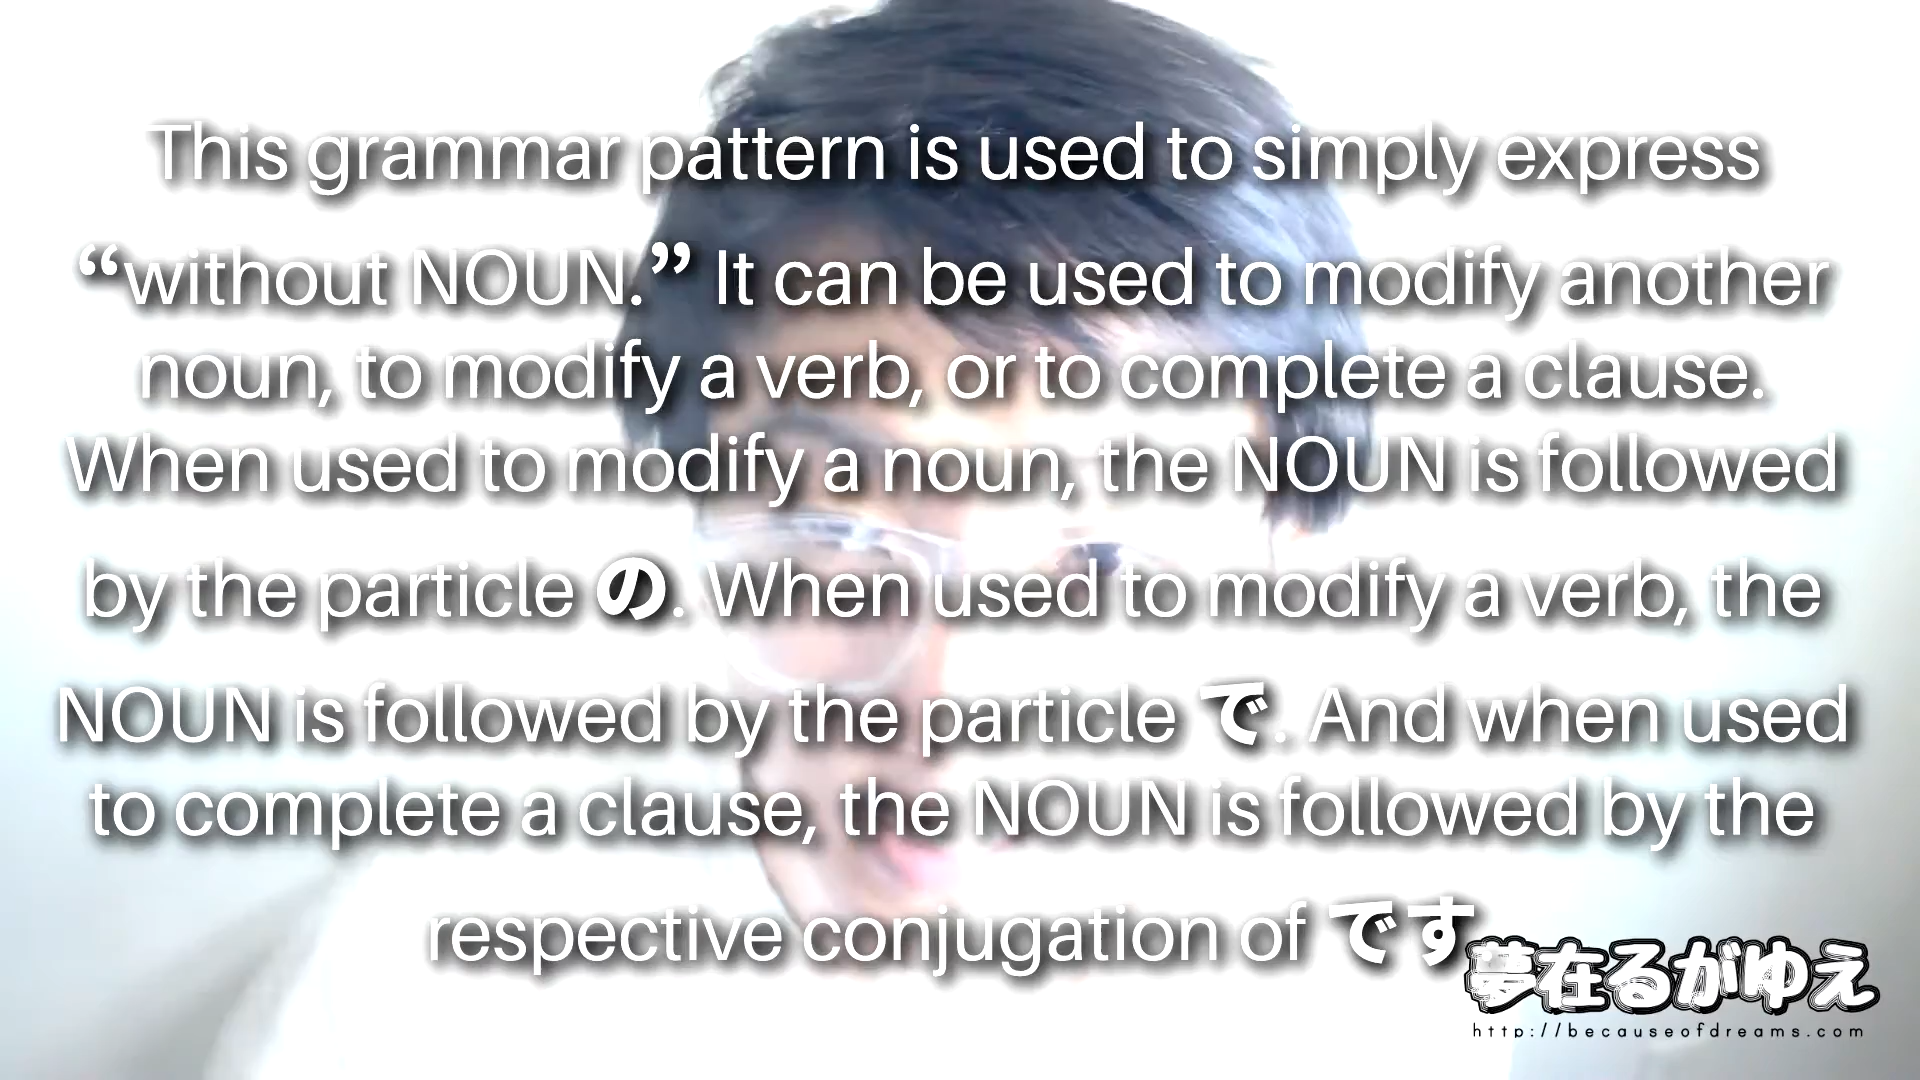 This grammar pattern is used to simply express
“without NOUN.” It can be used to modify another
noun, to modify a verb, or to complete a clause.
When used to modify a noun, the NOUN is followed
by the particle の. When used to modify a verb, the
NOUN is followed by the particle で. And when used
to complete a clause, the NOUN is followed by the
respective conjugation of です
夢在るがゆえ
http://becauseofdreams.com